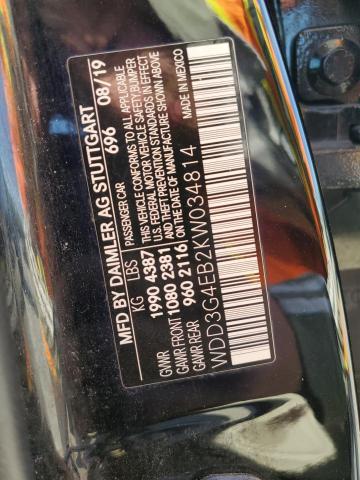 MFD BY DAIMLER AG STUTTGART
696 08/19
PASSENGER CAR
KG LBS
GVWR 1990 4387
GAWR FRONT 1080 2381
GAWR REAR 960 2116
THIS VEHICLE CONFORMS TO ALL APPLICABLE
U.S. FEDERAL MOTOR VEHICLE SAFETY, BUMPER
AND THEFT PREVENTION STANDARDS IN EFFECT
ON THE DATE OF MANUFACTURE SHOWN ABOVE
MADE IN MEXICO
WDD3G4EB2KW034814